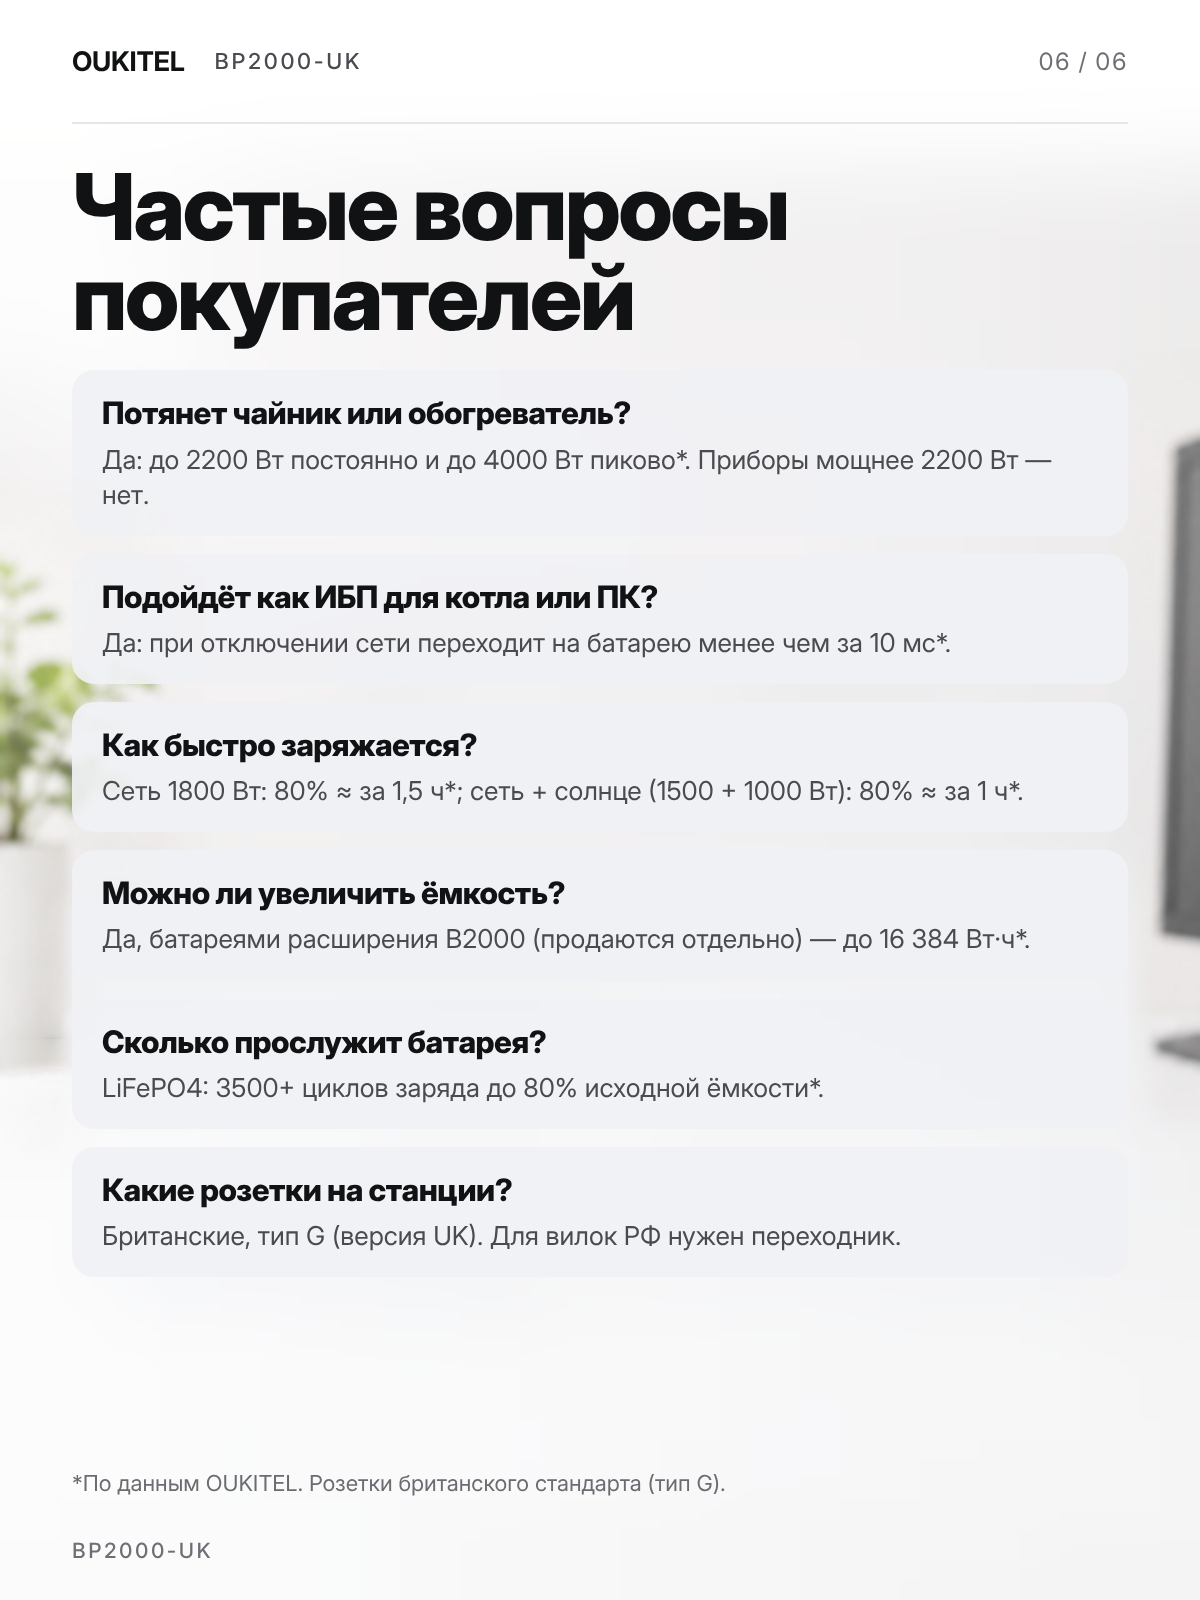 OUKITEL BP2000-UK 06 / 06
Частые вопросы
покупателей
Потянет чайник или обогреватель?
Да: до 2200 Вт постоянно и до 4000 Вт пиково*. Приборы мощнее 2200 Вт —
нет.
Подойдёт как ИБП для котла или ПК?
Да: при отключении сети переходит на батарею менее чем за 10 мс*.
Как быстро заряжается?
Сеть 1800 Вт: 80% ≈ за 1,5 ч*; сеть + солнце (1500 + 1000 Вт): 80% ≈ за 1 ч*.
Можно ли увеличить ёмкость?
Да, батареями расширения B2000 (продаются отдельно) — до 16 384 Вт·ч*.
Сколько прослужит батарея?
LiFePO4: 3500+ циклов заряда до 80% исходной ёмкости*.
Какие розетки на станции?
Британские, тип G (версия UK). Для вилок РФ нужен переходник.
*По данным OUKITEL. Розетки британского стандарта (тип G).
BP2000-UK